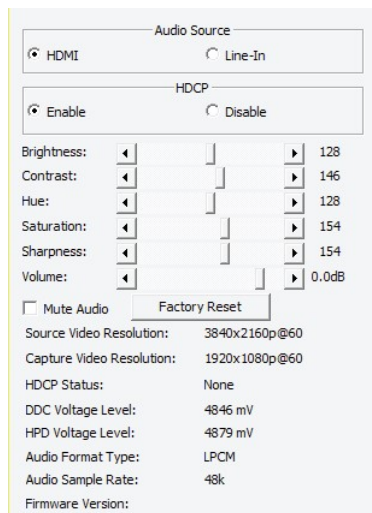 Audio Source
HDMI Line-In
HDCP
Enable Disable
Brightness: 128
Contrast: 146
Hue: 128
Saturation: 154
Sharpness: 154
Volume: 0.0dB
Mute Audio Factory Reset
Source Video Resolution: 3840x2160p@60
Capture Video Resolution: 1920x1080p@60
HDCP Status: None
DDC Voltage Level: 4846 mV
HPD Voltage Level: 4879 mV
Audio Format Type: LPCM
Audio Sample Rate: 48k
Firmware Version: